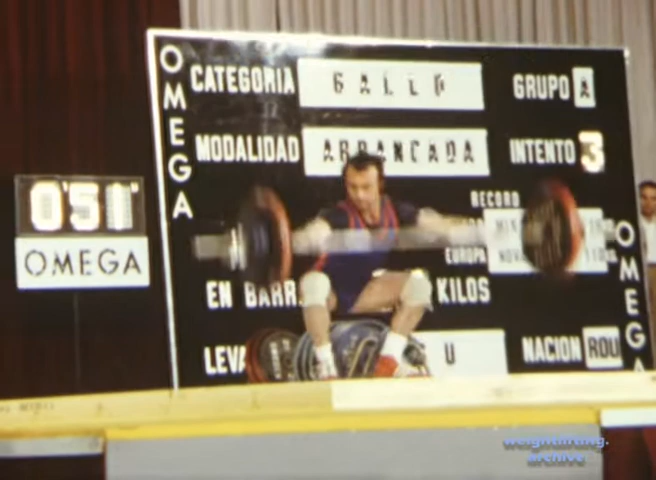 OMEGA
CATEGORIA GALLO
GRUPO A
MODALIDAD ARRANCADA
INTENTO 3
RECORD
EUROPA
EN BARR
KILOS
LEVA U
NACION ROU
OMEGA
0'51"
OMEGA
weightlifting.
archive